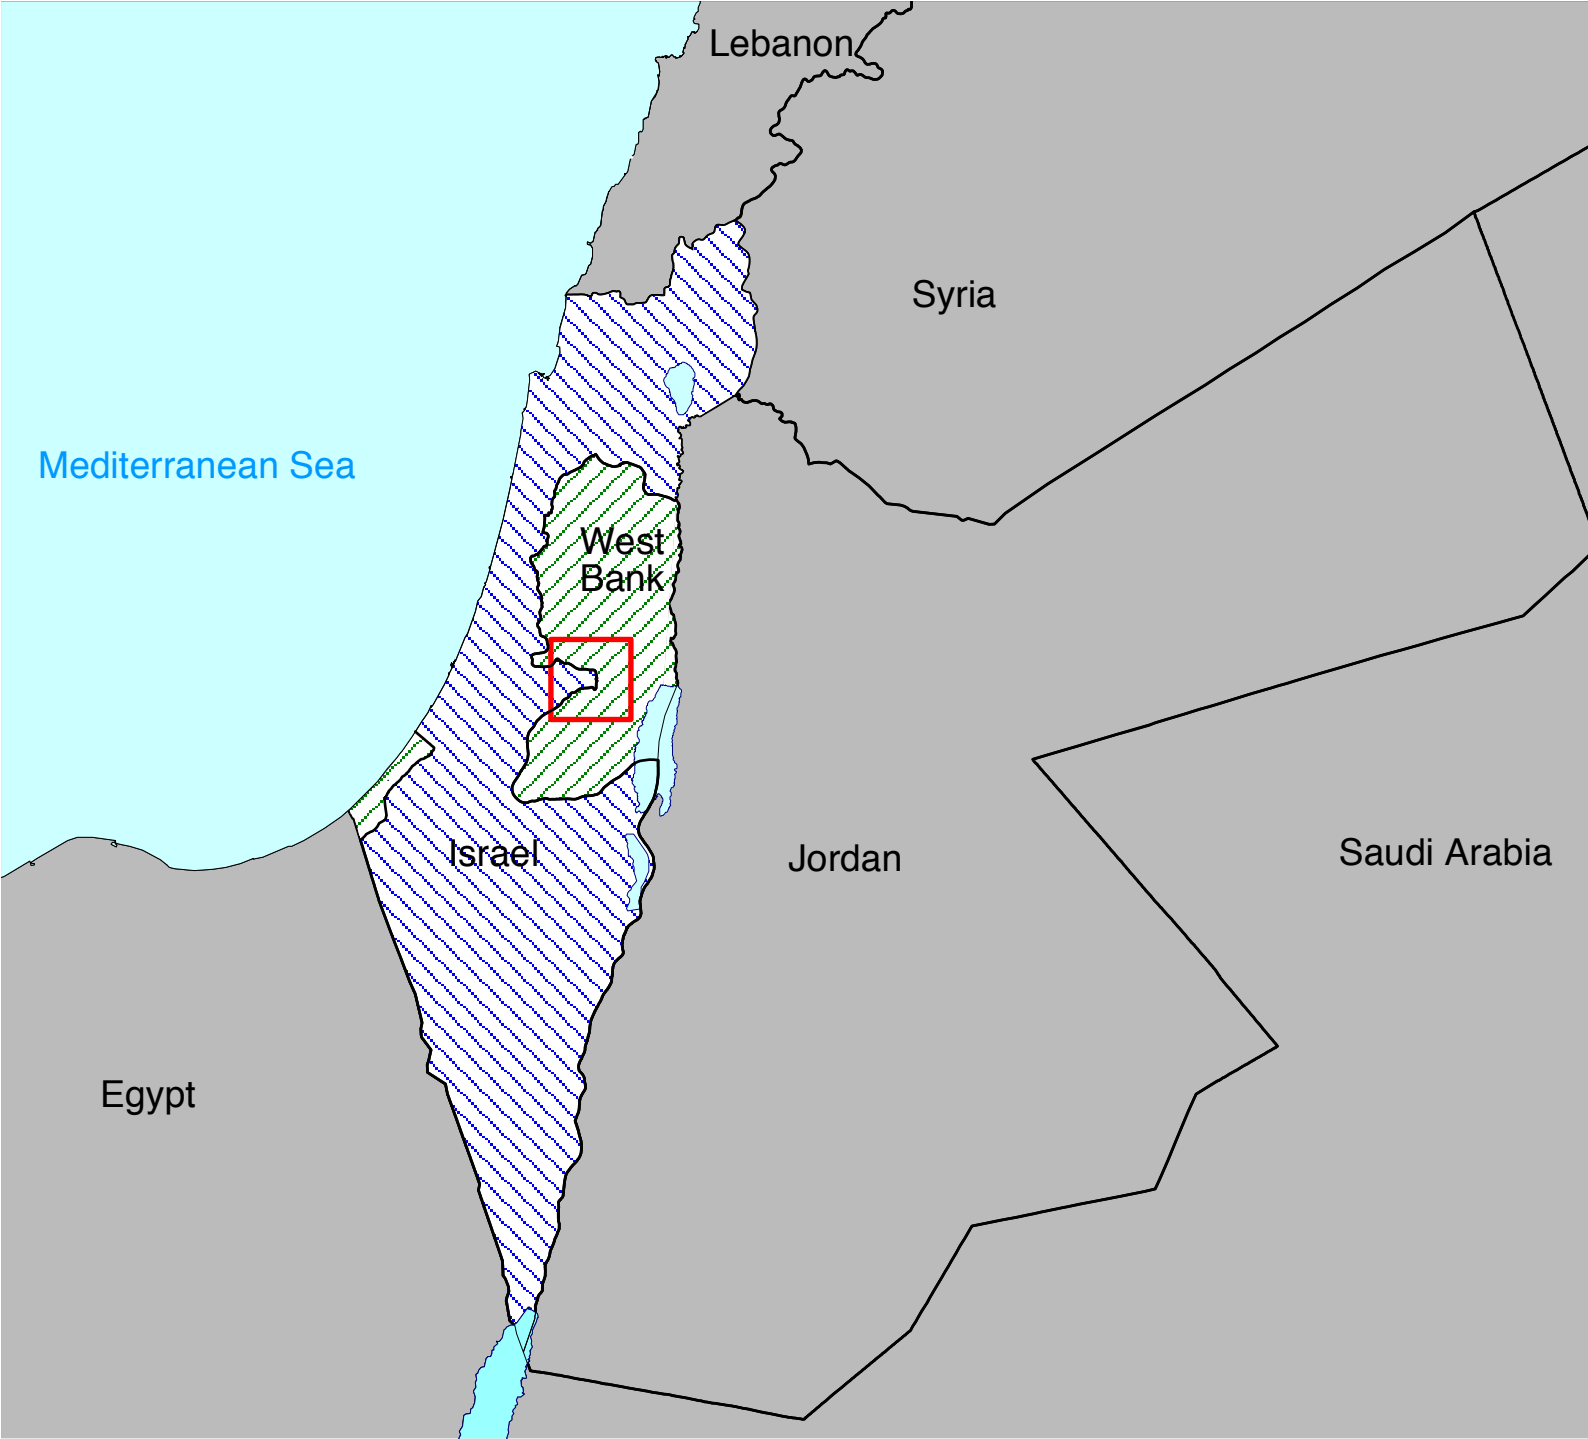 Lebanon
Syria
Mediterranean Sea
West
Bank
Israel
Jordan
Saudi Arabia
Egypt